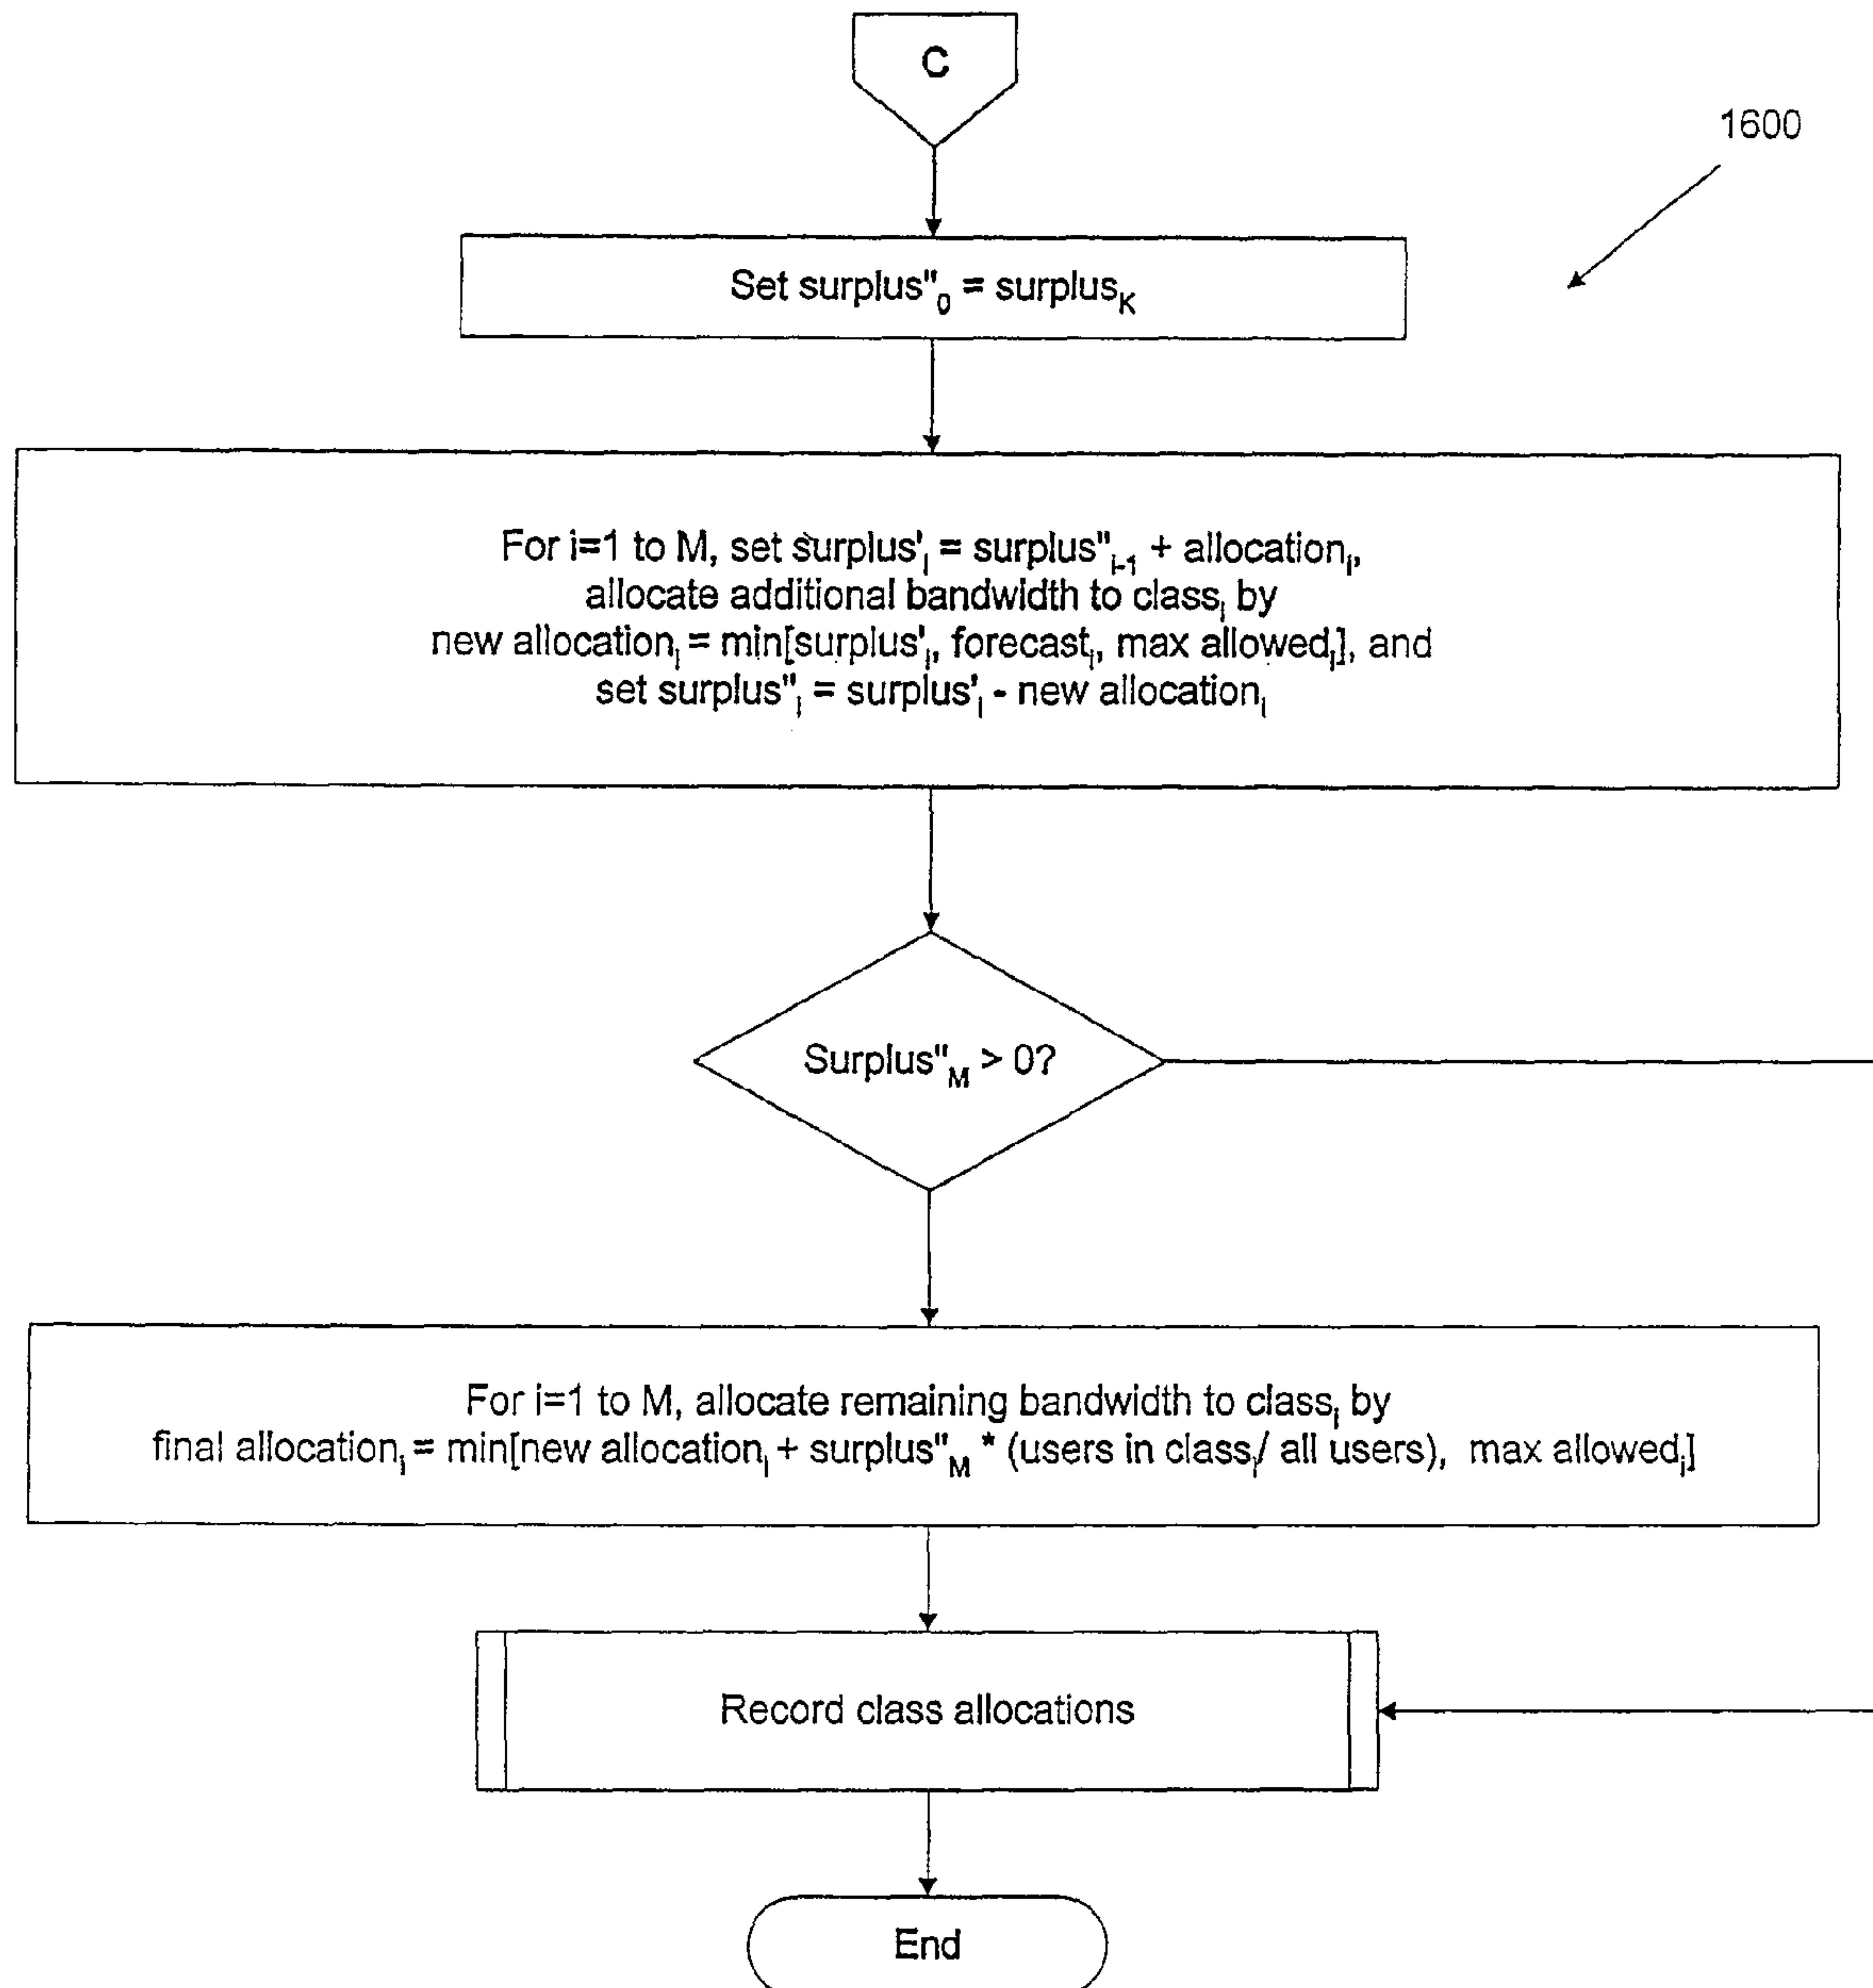 C
1600
Set surplus"₀ = surplus_K
For i=1 to M, set surplus'ᵢ = surplus"ᵢ₋₁ + allocationᵢ,
allocate additional bandwidth to classᵢ by
new allocationᵢ = min[surplus'ᵢ, forecastᵢ, max allowedᵢ], and
set surplus"ᵢ = surplus'ᵢ - new allocationᵢ
Surplus"_M > 0?
For i=1 to M, allocate remaining bandwidth to classᵢ by
final allocationᵢ = min[new allocationᵢ + surplus"_M * (users in classᵢ/ all users), max allowedᵢ]
Record class allocations
End